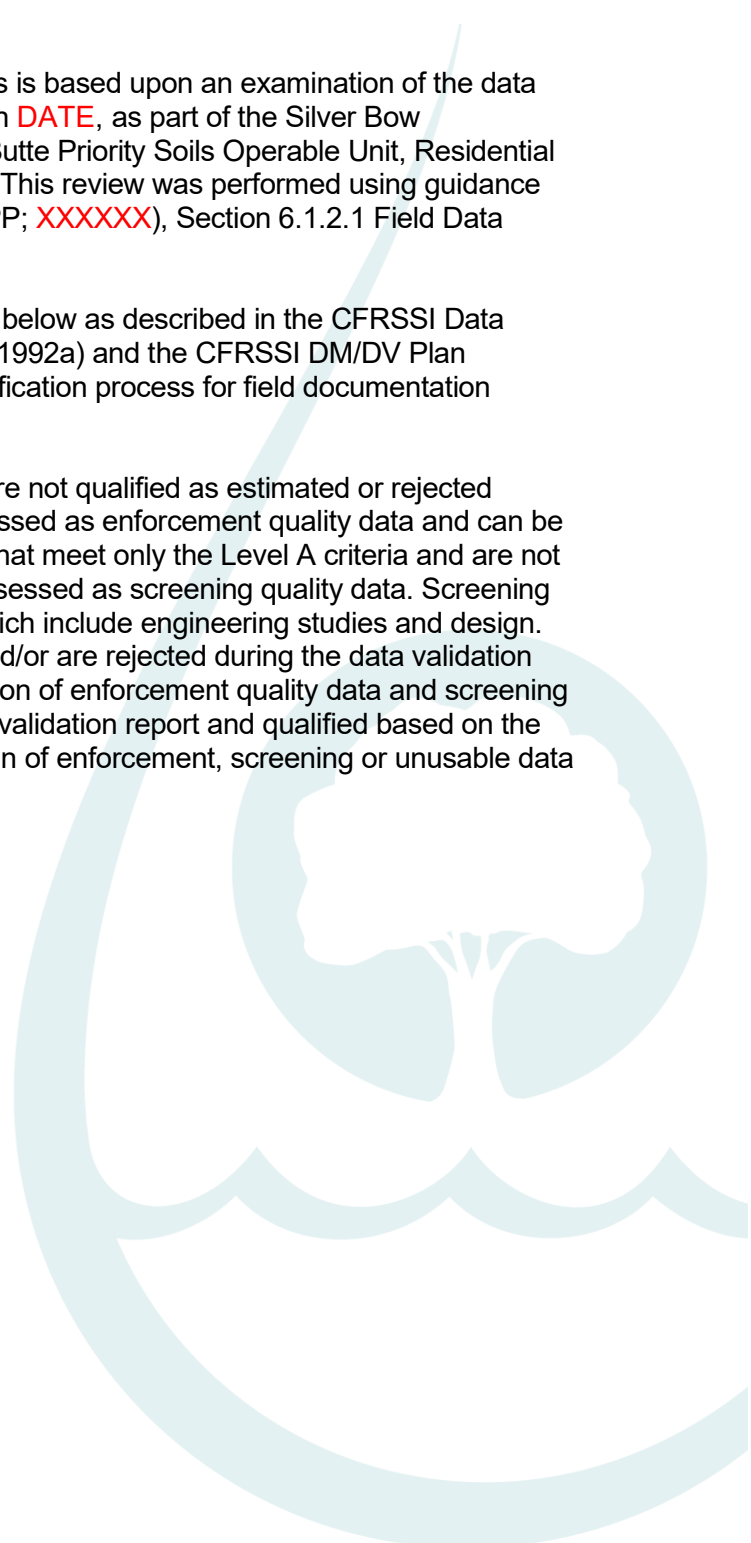 s is based upon an examination of the data
n DATE, as part of the Silver Bow
Butte Priority Soils Operable Unit, Residential
This review was performed using guidance
PP; XXXXXX), Section 6.1.2.1 Field Data
below as described in the CFRSSI Data
1992a) and the CFRSSI DM/DV Plan
fication process for field documentation
re not qualified as estimated or rejected
essed as enforcement quality data and can be
hat meet only the Level A criteria and are not
sessed as screening quality data. Screening
ich include engineering studies and design.
d/or are rejected during the data validation
on of enforcement quality data and screening
validation report and qualified based on the
n of enforcement, screening or unusable data